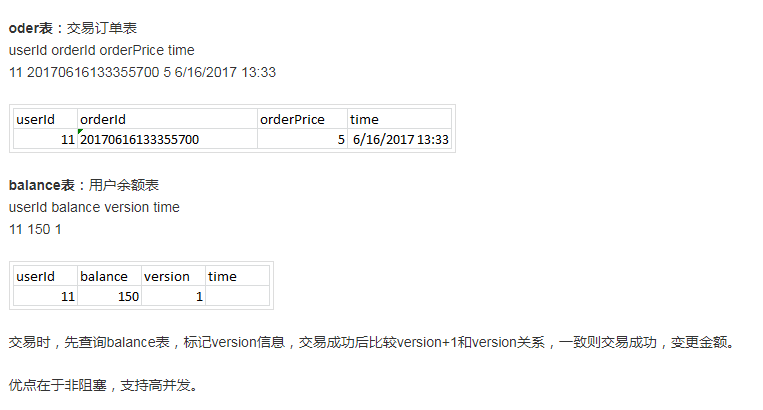 oder表：交易订单表
userId orderId orderPrice time
11 20170616133355700 5 6/16/2017 13:33
userId orderId orderPrice time
11 20170616133355700 5 6/16/2017 13:33
balance表：用户余额表
userId balance version time
11 150 1
userId balance version time
11 150 1
交易时，先查询balance表，标记version信息，交易成功后比较version+1和version关系，一致则交易成功，变更金额。
优点在于非阻塞，支持高并发。